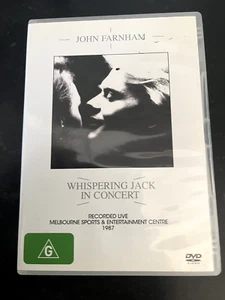 JOHN FARNHAM
WHISPERING JACK
IN CONCERT
RECORDED LIVE
MELBOURNE SPORTS & ENTERTAINMENT CENTRE
1987
G
DVD